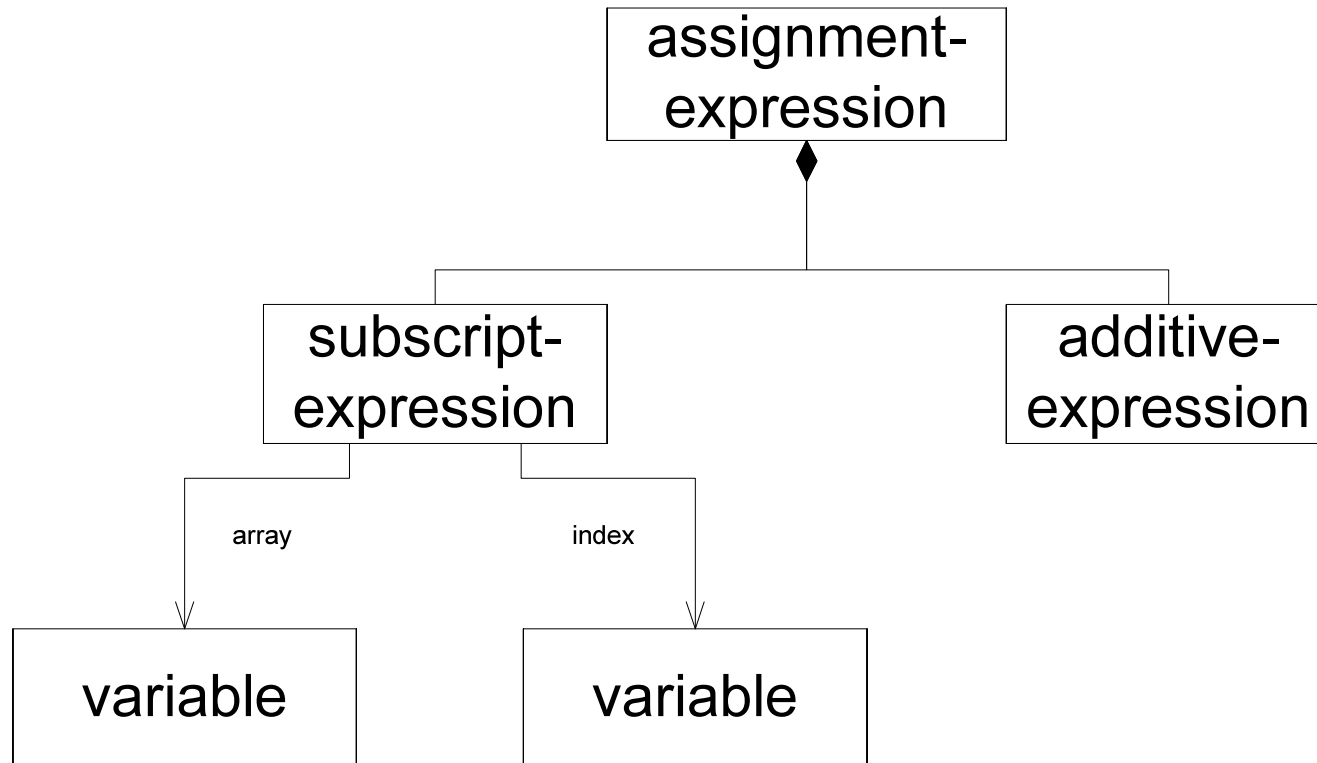 assignment-
expression
subscript-
expression
additive-
expression
array
index
variable
variable